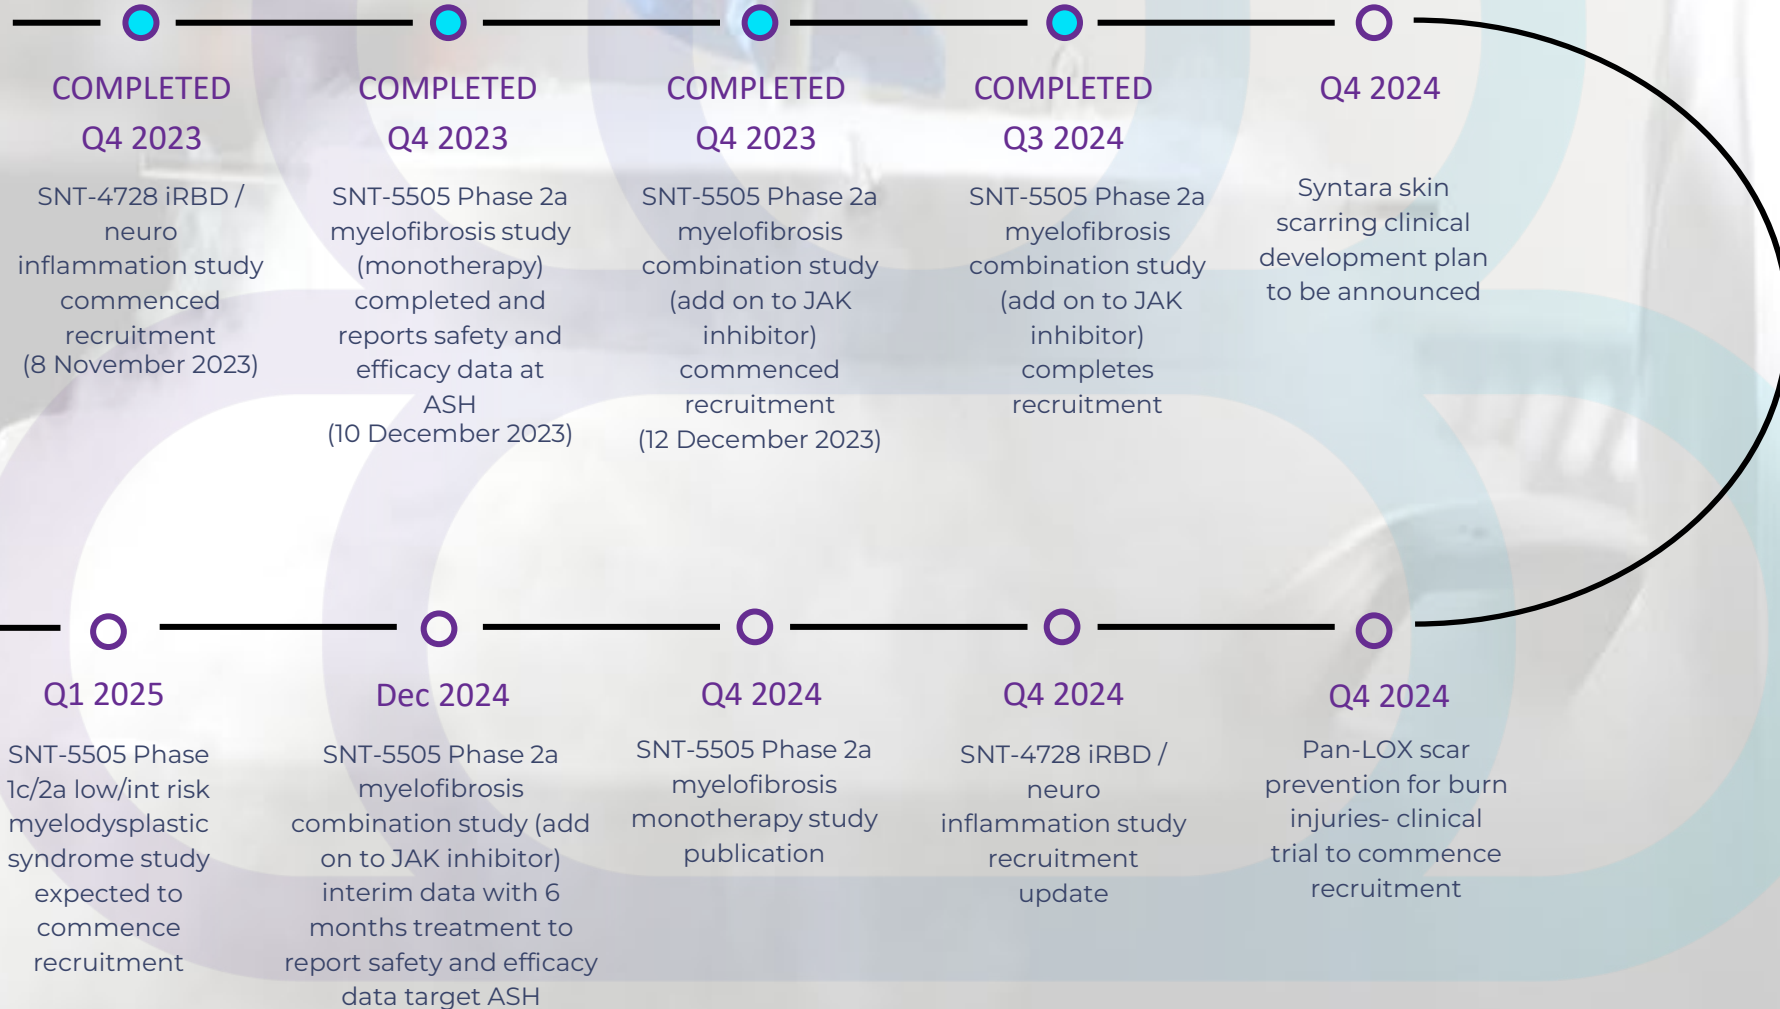 COMPLETED
Q4 2023
SNT-4728 iRBD /
neuro
inflammation study
commenced
recruitment
(8 November 2023)
COMPLETED
Q4 2023
SNT-5505 Phase 2a
myelofibrosis study
(monotherapy)
completed and
reports safety and
efficacy data at
ASH
(10 December 2023)
COMPLETED
Q4 2023
SNT-5505 Phase 2a
myelofibrosis
combination study
(add on to JAK
inhibitor)
commenced
recruitment
(12 December 2023)
COMPLETED
Q3 2024
SNT-5505 Phase 2a
myelofibrosis
combination study
(add on to JAK
inhibitor)
completes
recruitment
Q4 2024
Syntara skin
scarring clinical
development plan
to be announced
Q1 2025
SNT-5505 Phase
1c/2a low/int risk
myelodysplastic
syndrome study
expected to
commence
recruitment
Dec 2024
SNT-5505 Phase 2a
myelofibrosis
combination study (add
on to JAK inhibitor)
interim data with 6
months treatment to
report safety and efficacy
data target ASH
Q4 2024
SNT-5505 Phase 2a
myelofibrosis
monotherapy study
publication
Q4 2024
SNT-4728 iRBD /
neuro
inflammation study
recruitment
update
Q4 2024
Pan-LOX scar
prevention for burn
injuries- clinical
trial to commence
recruitment